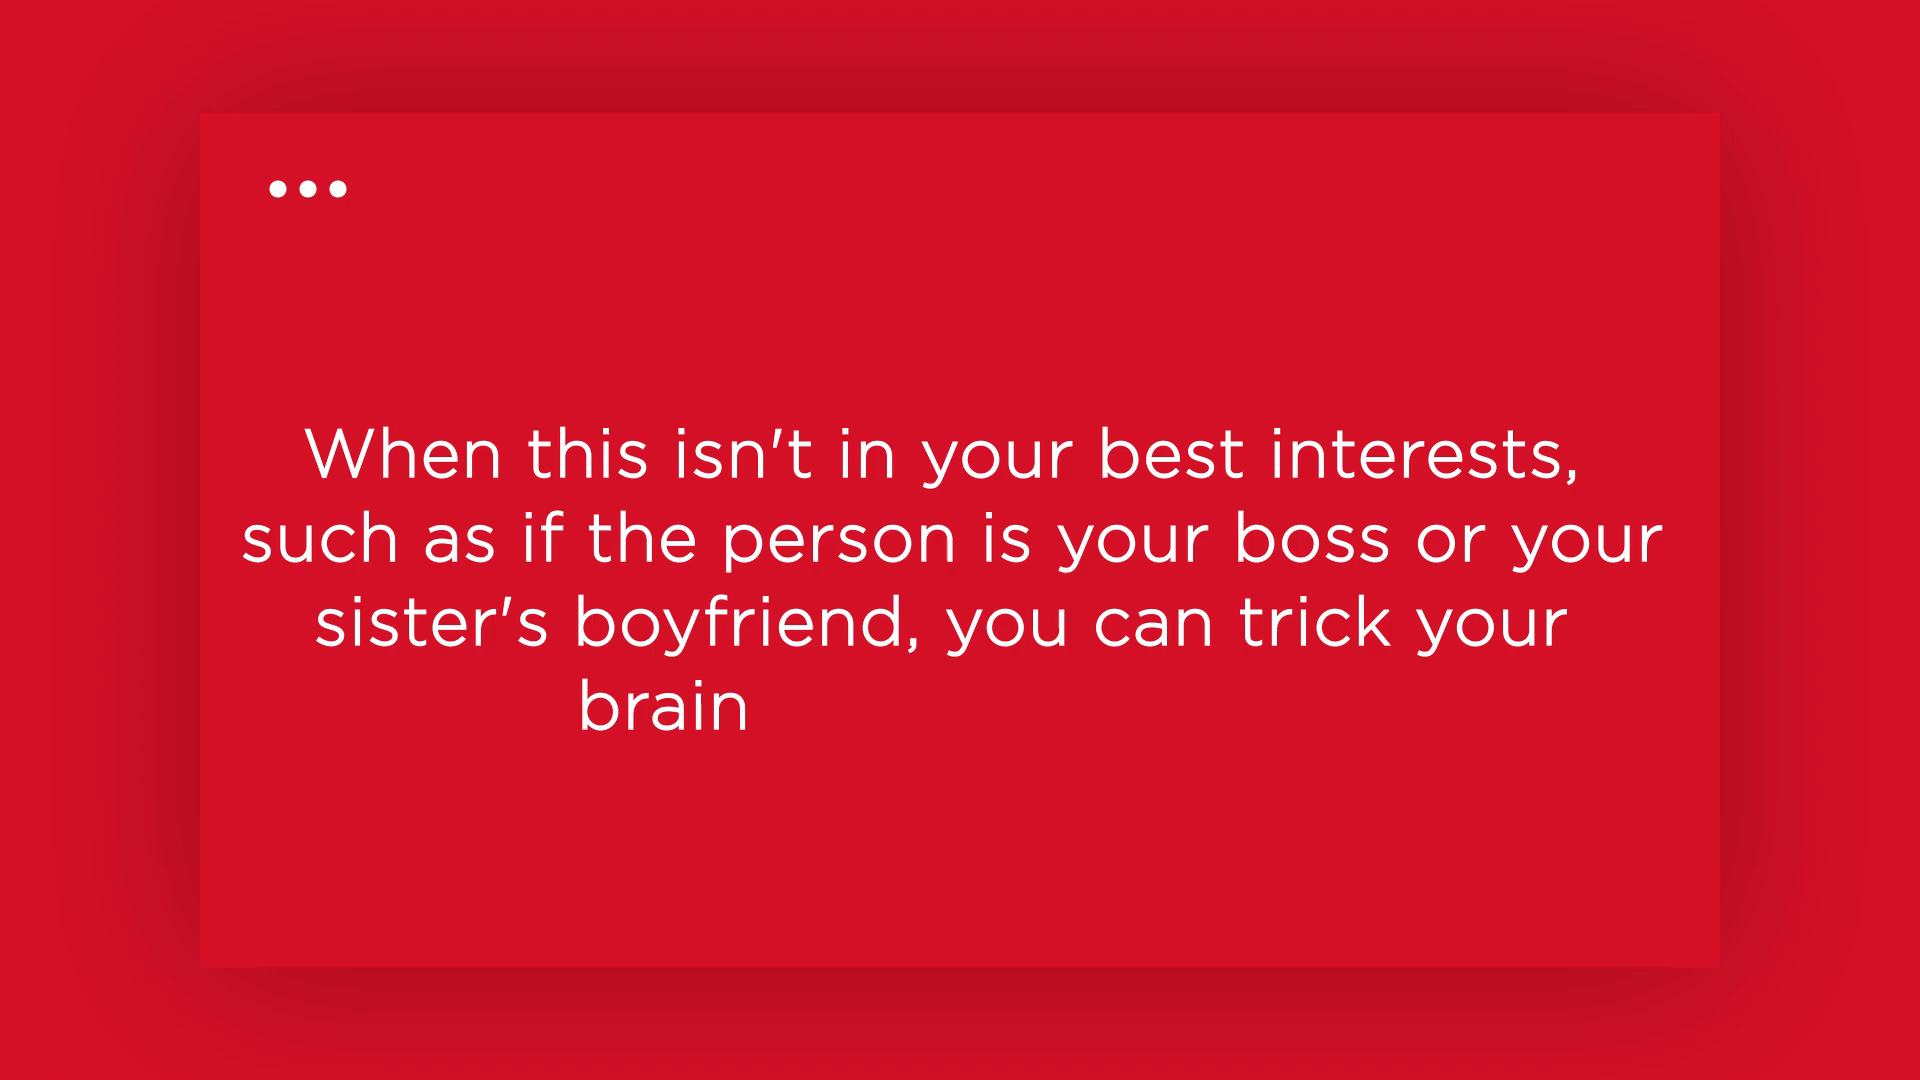 When this isn't in your best interests,
such as if the person is your boss or your
sister's boyfriend, you can trick your
brain